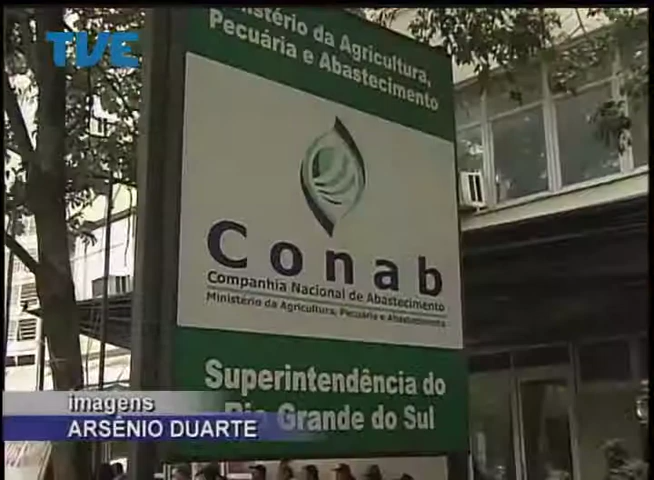 TVE
Ministério da Agricultura,
Pecuária e Abastecimento
Conab
Companhia Nacional de Abastecimento
Ministério da Agricultura, Pecuária e Abastecimento
Superintendência do
Rio Grande do Sul
imagens
ARSÊNIO DUARTE